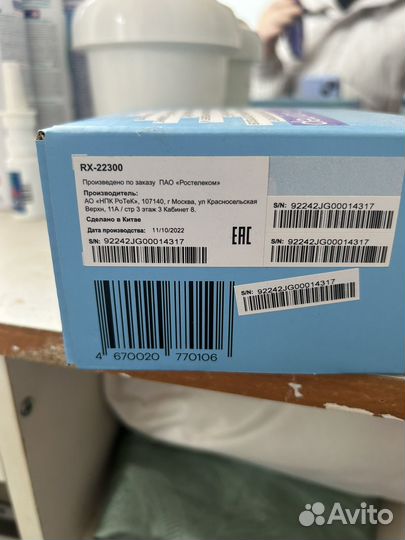 RX-22300
Произведено по заказу ПАО «Ростелеком»
Производитель:
АО «НПК РоТеК», 107140, г Москва, ул Красносельская
Верхн, 11А / стр 3 этаж 3 Кабинет 8.
Сделано в Китае
Дата производства: 11/10/2022
S/N: 92242JG00014317
EAC
S/N: 92242JG00014317
S/N: 92242JG00014317
S/N: 92242JG00014317
4 670020 770106
Avito